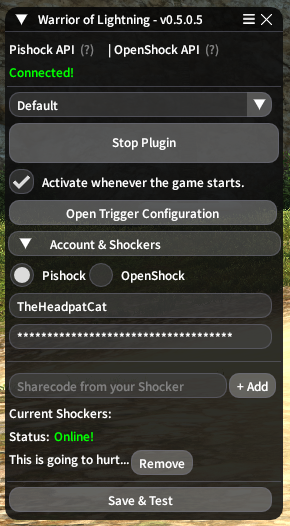 Warrior of Lightning - v0.5.0.5
Pishock API (?) | OpenShock API (?)
Connected!
Default
Stop Plugin
Activate whenever the game starts.
Open Trigger Configuration
Account & Shockers
Pishock OpenShock
TheHeadpatCat
************************************
Sharecode from your Shocker + Add
Current Shockers:
Status: Online!
This is going to hurt... Remove
Save & Test